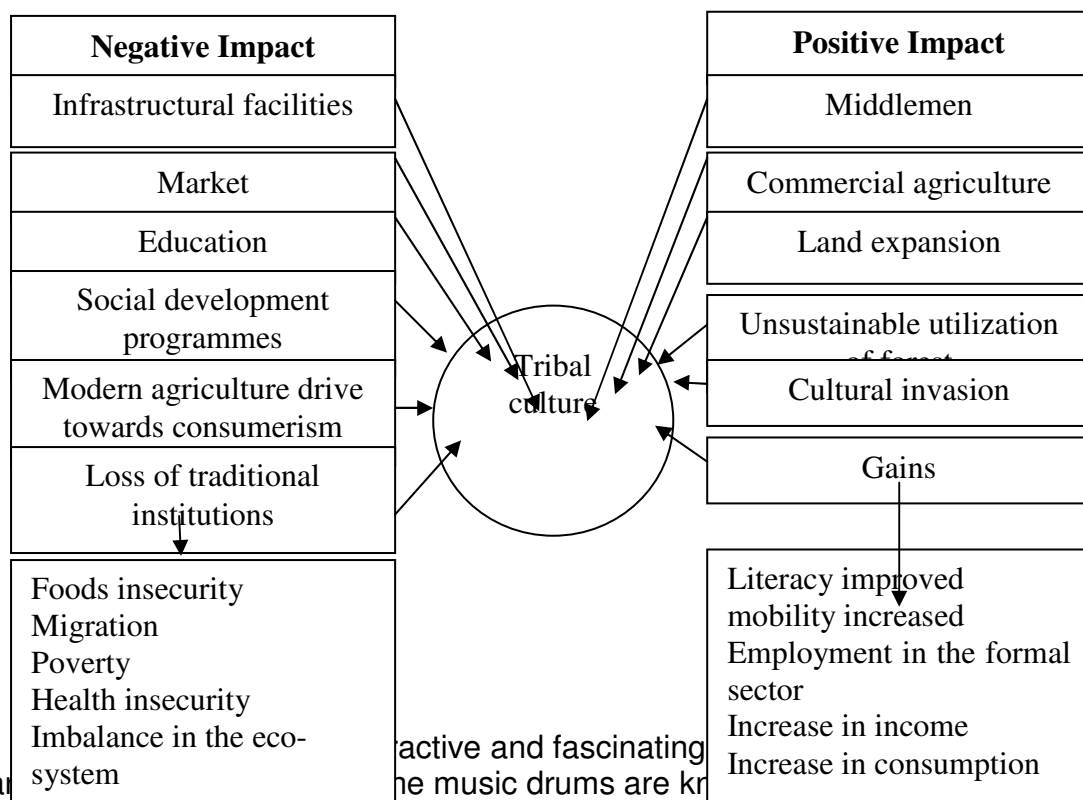 Negative Impact
Infrastructural facilities
Market
Education
Social development
programmes
Modern agriculture drive
towards consumerism
Loss of traditional
institutions
Foods insecurity
Migration
Poverty
Health insecurity
Imbalance in the eco-
system
Tribal
culture
Positive Impact
Middlemen
Commercial agriculture
Land expansion
Unsustainable utilization
of forest
Cultural invasion
Gains
Literacy improved
mobility increased
Employment in the formal
sector
Increase in income
Increase in consumption
and fascinating
music drums are